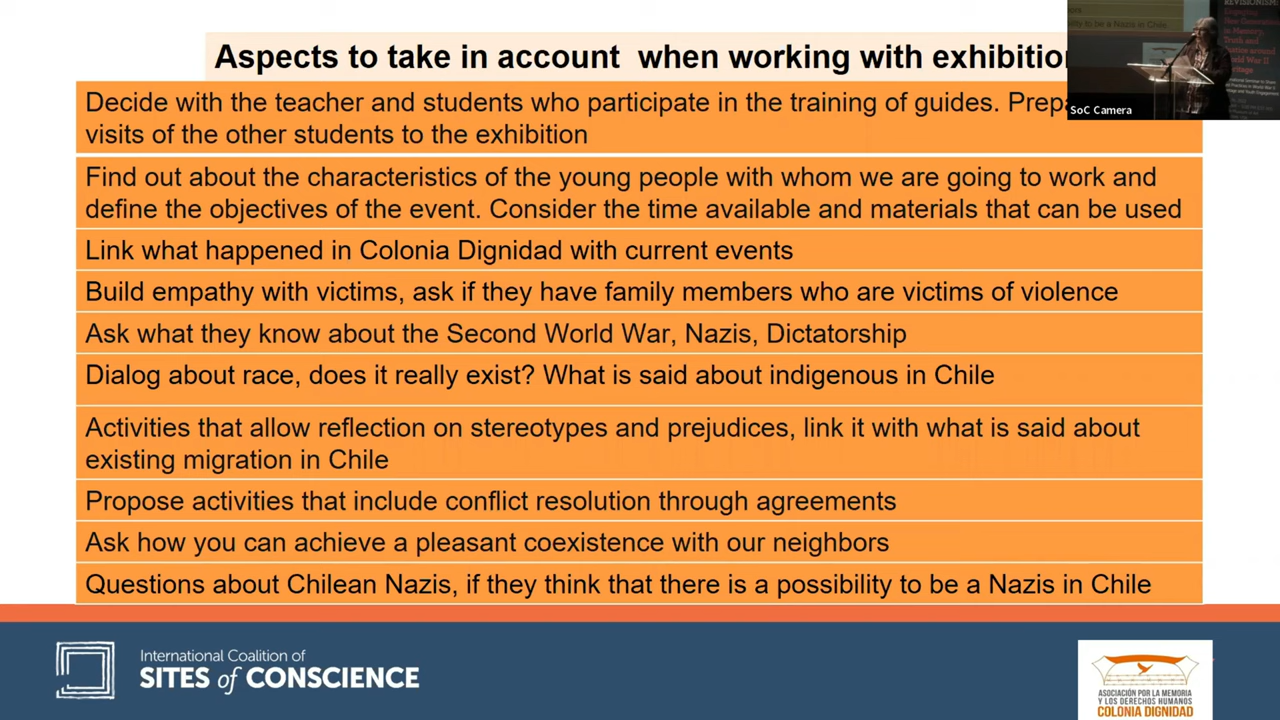 Aspects to take in account when working with
Decide with the teacher and students who participate in the training of guides.
visits of the other students to the exhibition
Find out about the characteristics of the young people with whom we are going to work and
define the objectives of the event. Consider the time available and materials that can be used
Link what happened in Colonia Dignidad with current events
Build empathy with victims, ask if they have family members who are victims of violence
Ask what they know about the Second World War, Nazis, Dictatorship
Dialog about race, does it really exist? What is said about indigenous in Chile
Activities that allow reflection on stereotypes and prejudices, link it with what is said about
existing migration in Chile
Propose activities that include conflict resolution through agreements
Ask how you can achieve a pleasant coexistence with our neighbors
Questions about Chilean Nazis, if they think that there is a possibility to be a Nazis in Chile
SoC Camera
REVISIONISM:
International Coalition of
SITES of CONSCIENCE
ASOCIACIÓN POR LA MEMORIA
Y LOS DERECHOS HUMANOS
COLONIA DIGNIDAD